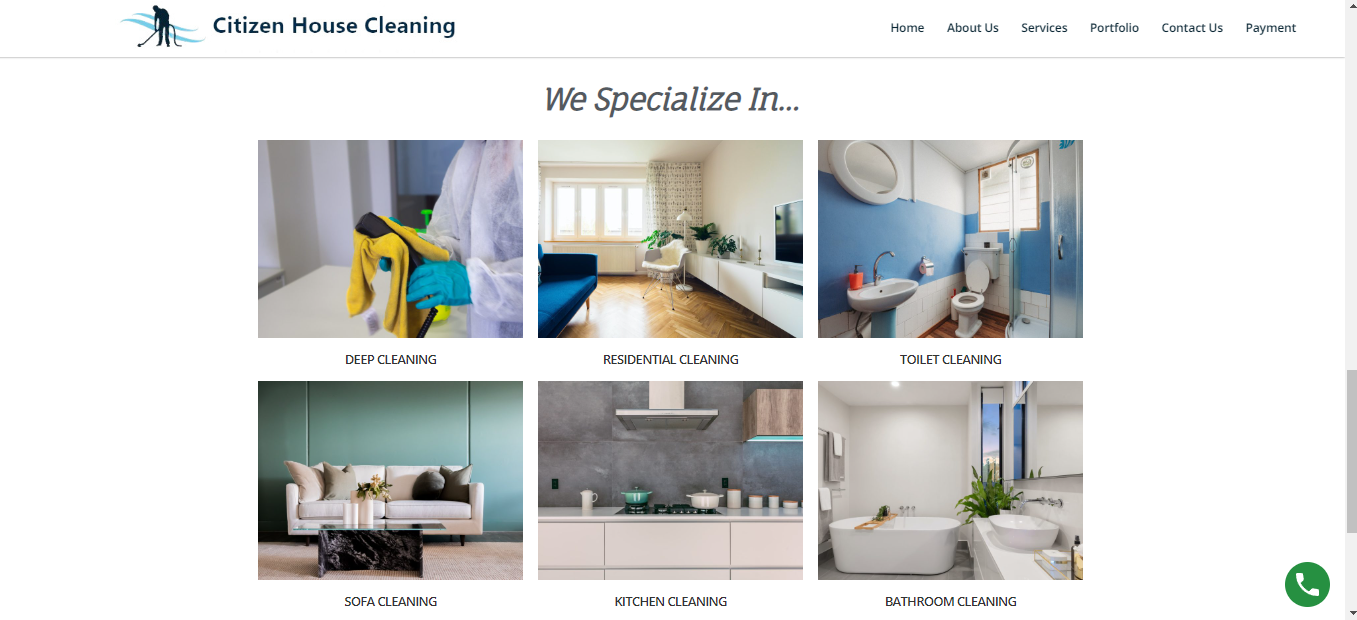 Citizen House Cleaning
Home About Us Services Portfolio Contact Us Payment
We Specialize In...
DEEP CLEANING RESIDENTIAL CLEANING TOILET CLEANING
SOFA CLEANING KITCHEN CLEANING BATHROOM CLEANING